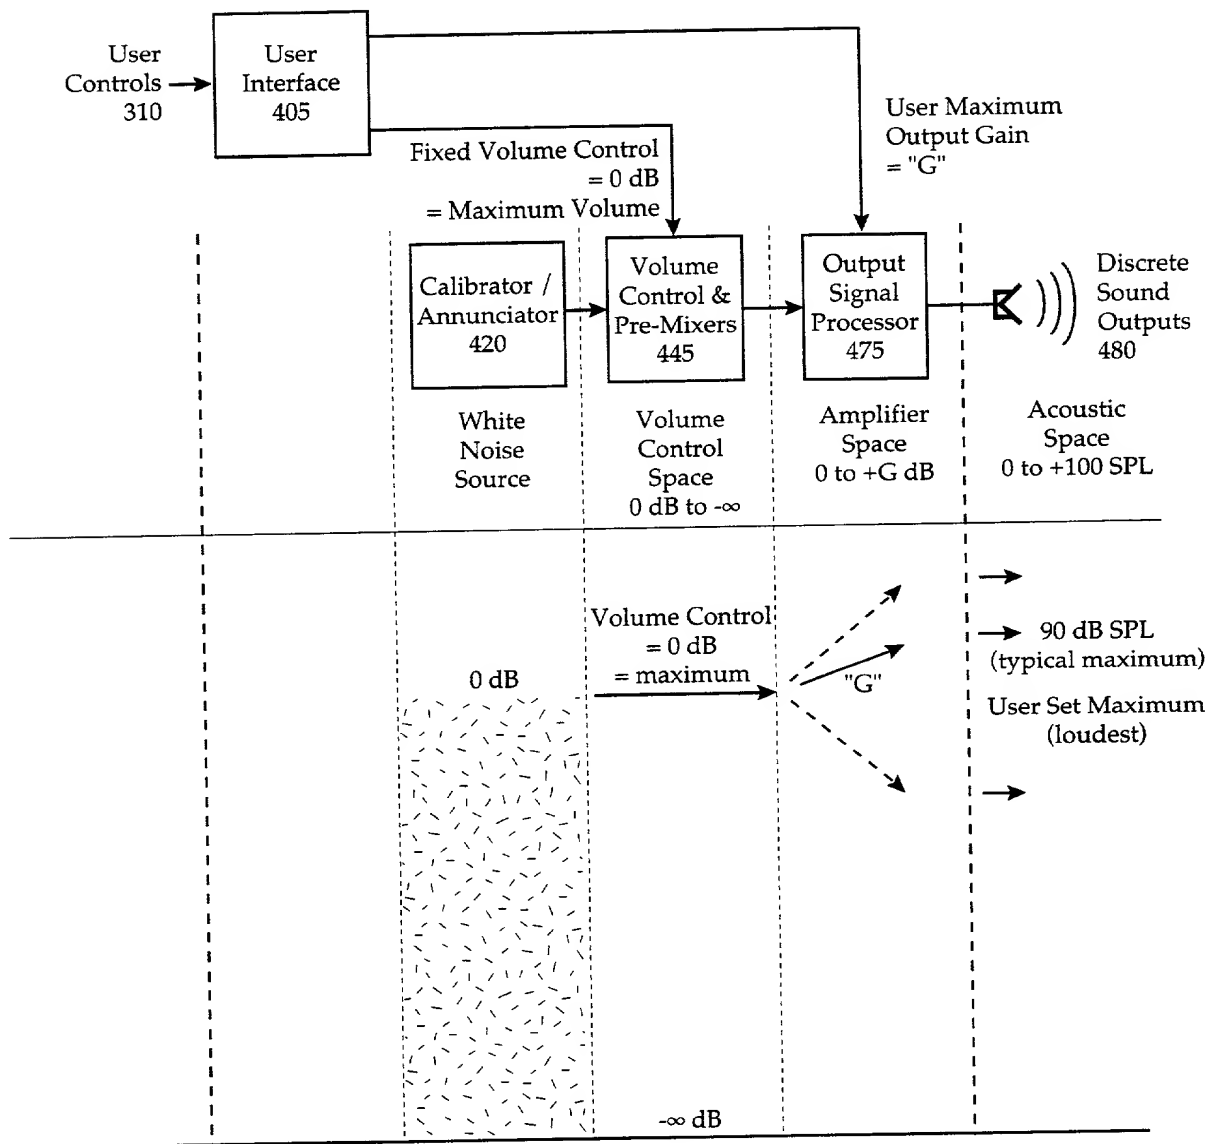 User
Controls
310
User
Interface
405
Fixed Volume Control
= 0 dB
= Maximum Volume
User Maximum
Output Gain
= "G"
Calibrator /
Annunciator
420
Volume
Control &
Pre-Mixers
445
Output
Signal
Processor
475
Discrete
Sound
Outputs
480
White
Noise
Source
Volume
Control
Space
0 dB to -∞
Amplifier
Space
0 to +G dB
Acoustic
Space
0 to +100 SPL
0 dB
Volume Control
= 0 dB
= maximum
"G"
90 dB SPL
(typical maximum)
User Set Maximum
(loudest)
-∞ dB